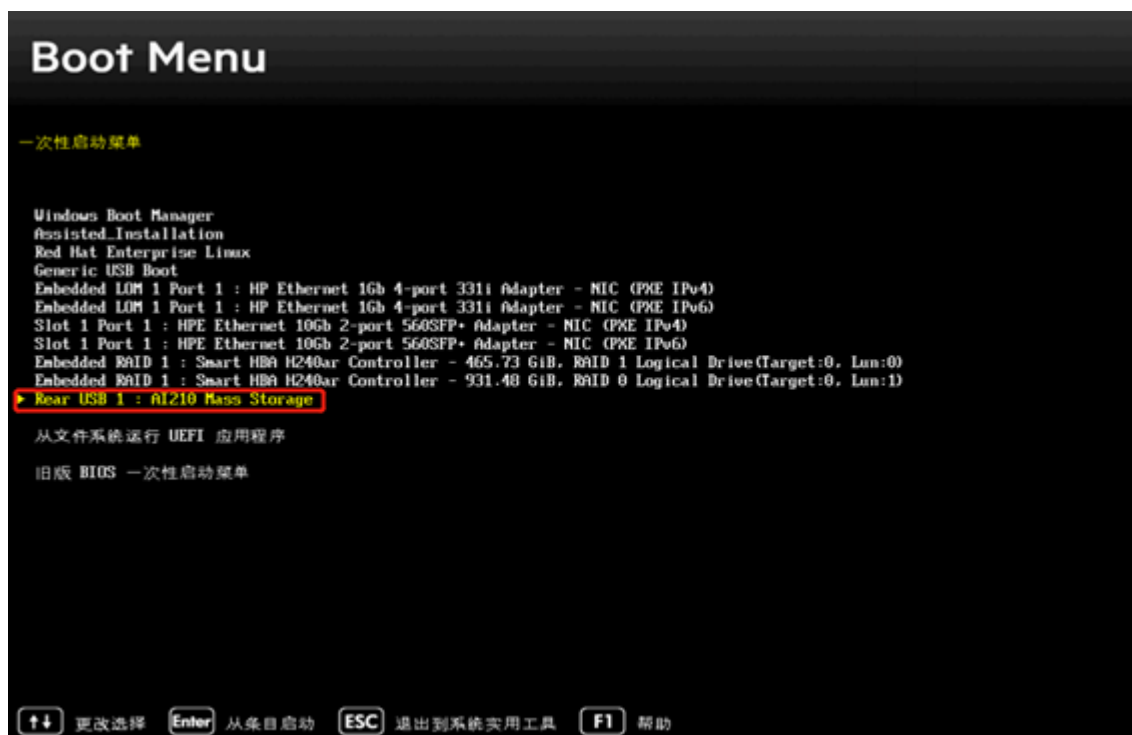 Boot Menu
一次性启动菜单
Windows Boot Manager
Assisted_Installation
Red Hat Enterprise Linux
Generic USB Boot
Embedded LOM 1 Port 1 : HP Ethernet 1Gb 4-port 331i Adapter - NIC (PXE IPv4)
Embedded LOM 1 Port 1 : HP Ethernet 1Gb 4-port 331i Adapter - NIC (PXE IPv6)
Slot 1 Port 1 : HPE Ethernet 10Gb 2-port 560SFP+ Adapter - NIC (PXE IPv4)
Slot 1 Port 1 : HPE Ethernet 10Gb 2-port 560SFP+ Adapter - NIC (PXE IPv6)
Embedded RAID 1 : Smart HBA H240ar Controller - 465.73 GiB, RAID 1 Logical Drive(Target:0, Lun:0)
Embedded RAID 1 : Smart HBA H240ar Controller - 931.48 GiB, RAID 0 Logical Drive(Target:0, Lun:1)
Rear USB 1 : AI210 Mass Storage
从文件系统运行 UEFI 应用程序
旧版 BIOS 一次性启动菜单
↑↓ 更改选择 Enter 从条目启动 ESC 退出到系统实用工具 F1 帮助